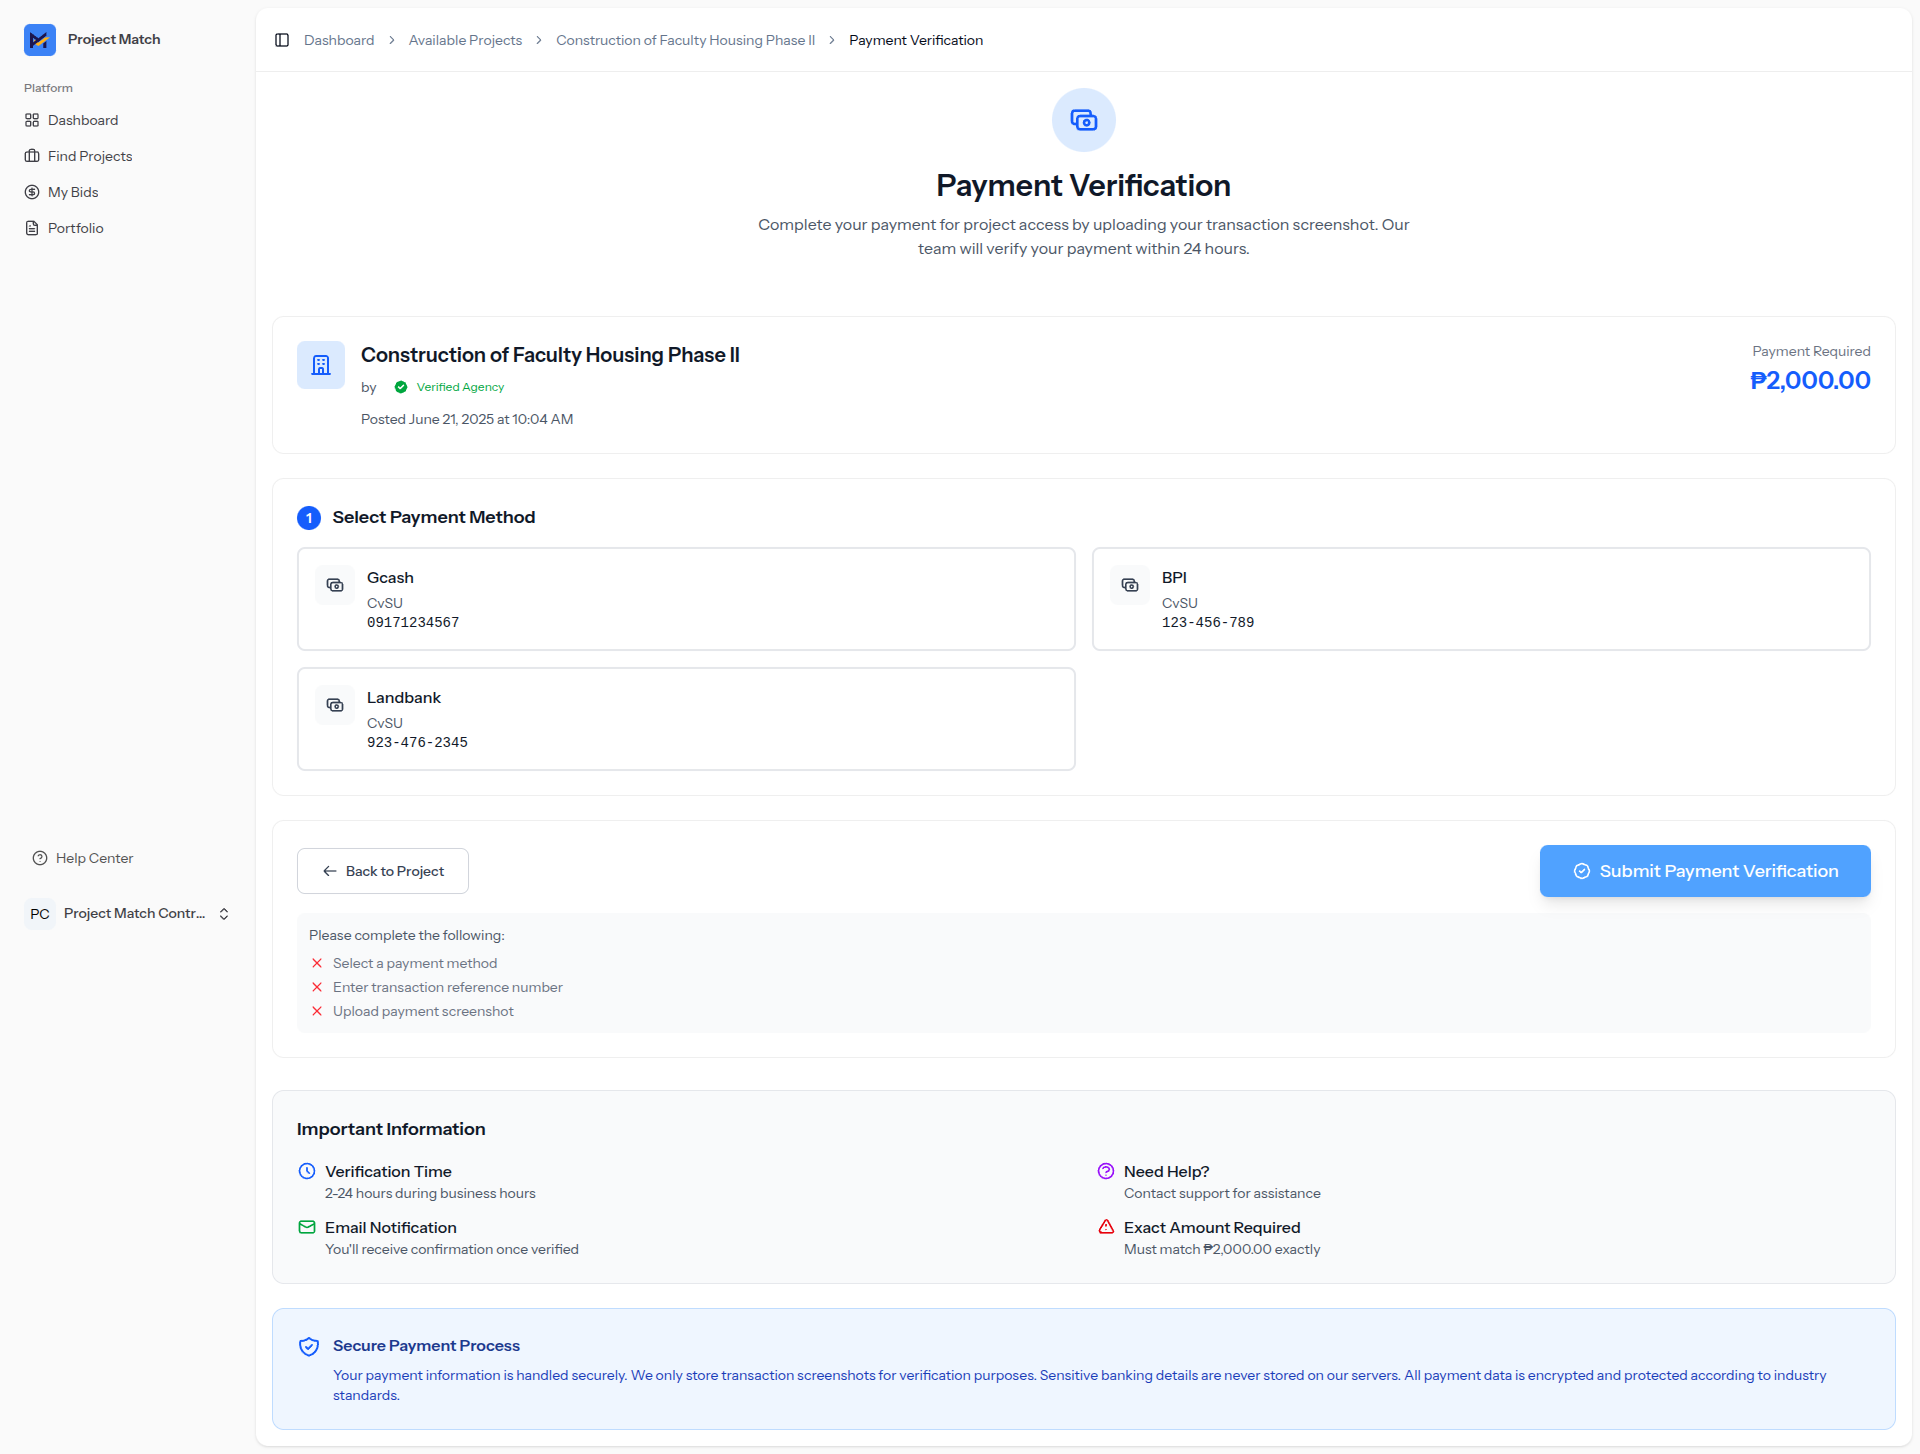 Project Match
Platform
Dashboard
Find Projects
My Bids
Portfolio
Help Center
PC Project Match Contr...
Dashboard > Available Projects > Construction of Faculty Housing Phase II > Payment Verification
Payment Verification
Complete your payment for project access by uploading your transaction screenshot. Our
team will verify your payment within 24 hours.
Construction of Faculty Housing Phase II
by Verified Agency
Posted June 21, 2025 at 10:04 AM
Payment Required
₱2,000.00
1 Select Payment Method
Gcash
CvSU
09171234567
BPI
CvSU
123-456-789
Landbank
CvSU
923-476-2345
Back to Project
Submit Payment Verification
Please complete the following:
Select a payment method
Enter transaction reference number
Upload payment screenshot
Important Information
Verification Time
2-24 hours during business hours
Need Help?
Contact support for assistance
Email Notification
You'll receive confirmation once verified
Exact Amount Required
Must match ₱2,000.00 exactly
Secure Payment Process
Your payment information is handled securely. We only store transaction screenshots for verification purposes. Sensitive banking details are never stored on our servers. All payment data is encrypted and protected according to industry
standards.